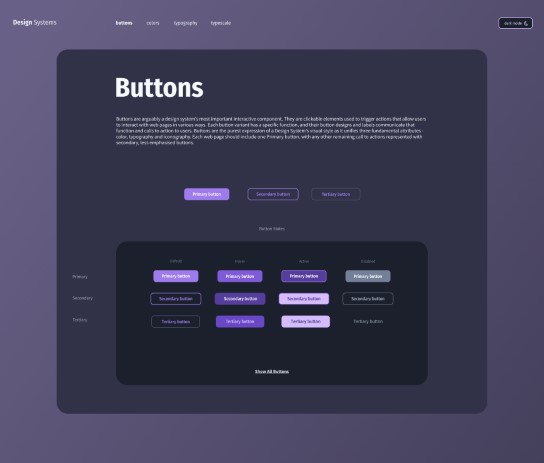 Design Systems
buttons
colors
typography
typescale
dark mode
Buttons
Buttons are arguably a design system's most important interactive component. They are clickable elements used to trigger actions that allow users
to interact with web pages in various ways. Each button variant has a specific function, and their button designs and labels communicate that
function and calls to action to users. Buttons are the purest expression of a Design System's visual style as it unifies three fundamental attributes -
color, typography and iconography. Each web page should include one Primary button, with any other remaining call to actions represented with
secondary, less emphasised buttons.
Primary button
Secondary button
Tertiary button
Button States
Default
Hover
Active
Disabled
Primary
Primary button
Primary button
Primary button
Primary button
Secondary
Secondary button
Secondary button
Secondary button
Secondary button
Tertiary
Tertiary button
Tertiary button
Tertiary button
Tertiary button
Show All Buttons